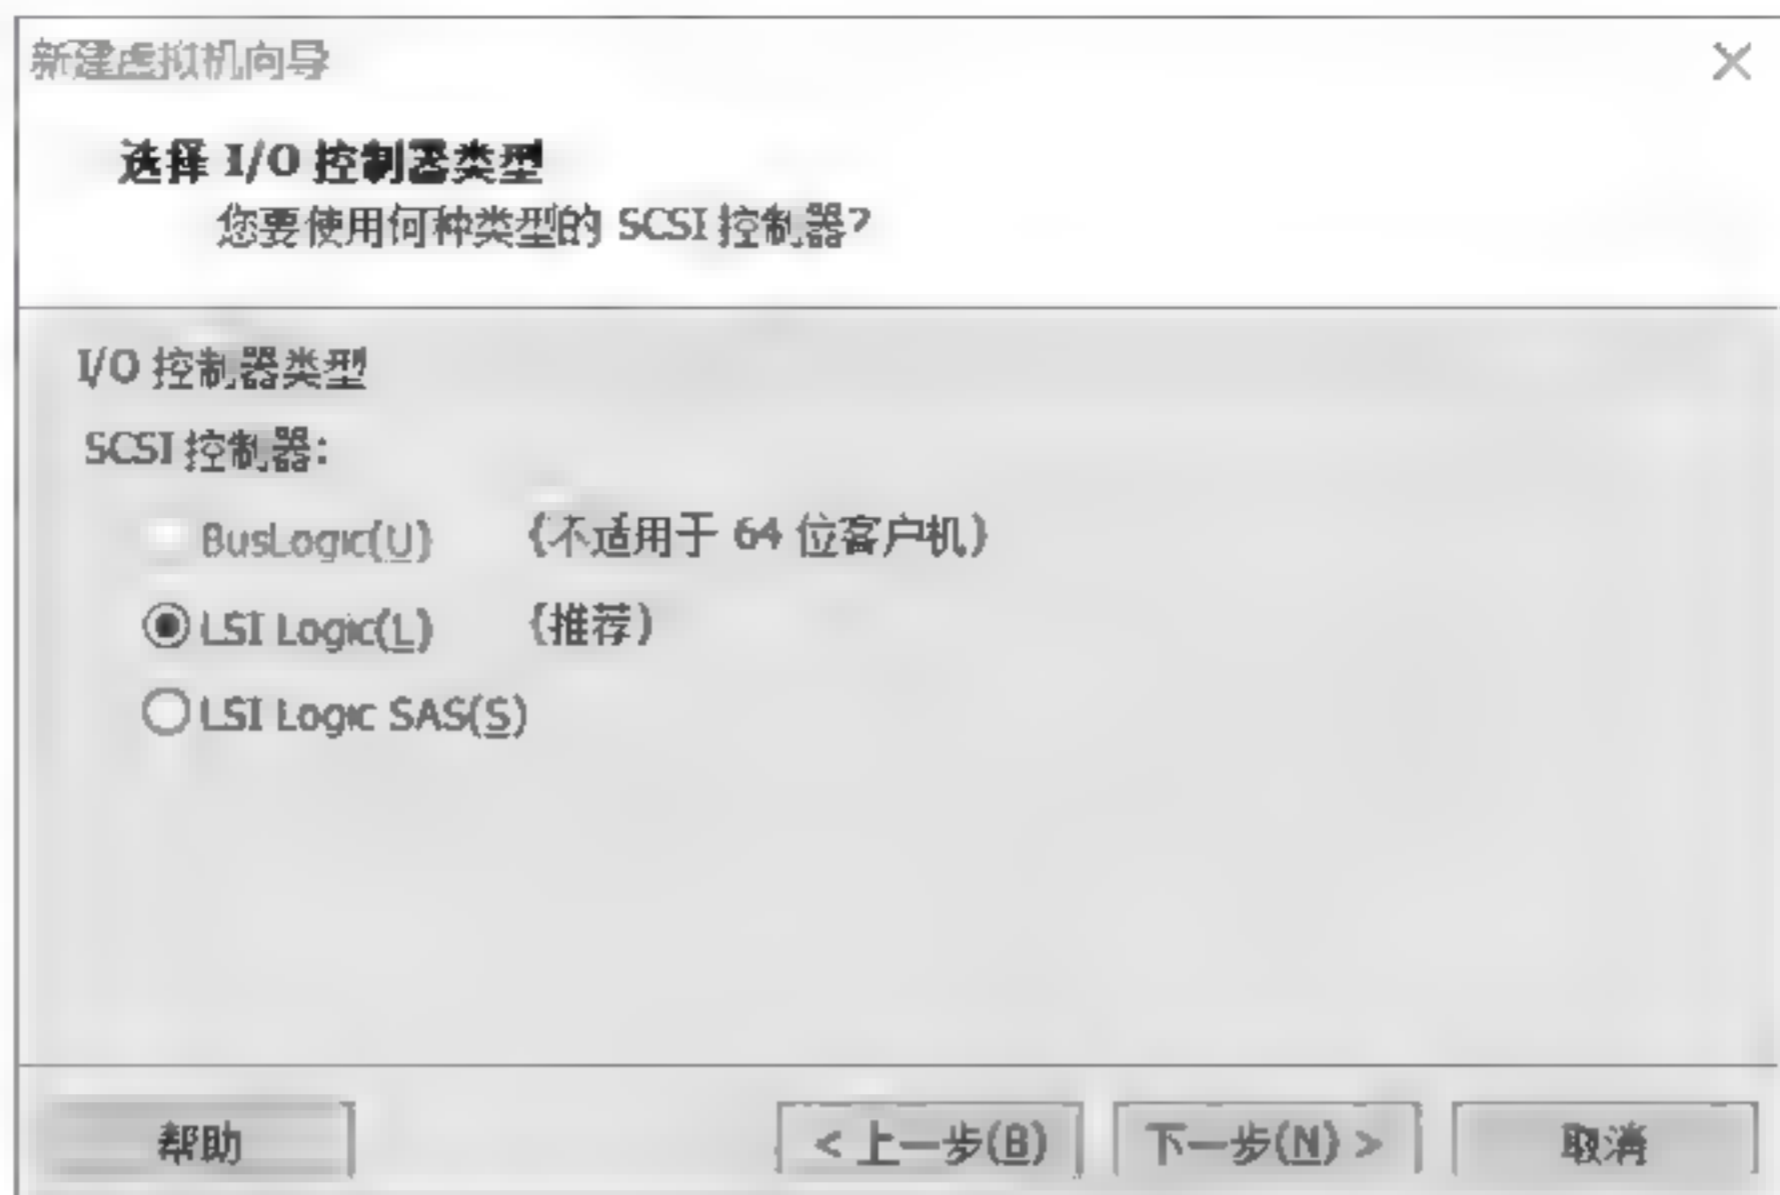 新建虚拟机向导
选择 I/O 控制器类型
您要使用何种类型的 SCSI 控制器?
I/O 控制器类型
SCSI 控制器:
BusLogic(U) (不适用于 64 位客户机)
LSI Logic(L) (推荐)
LSI Logic SAS(S)
帮助 < 上一步(B) 下一步(N) > 取消